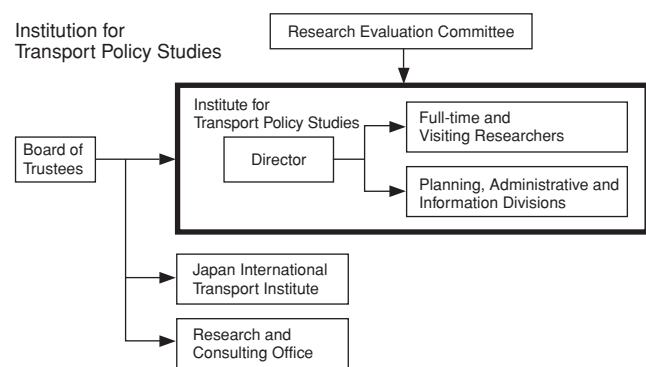 Institution for
Transport Policy Studies
Research Evaluation Committee
Institute for
Transport Policy Studies
Director
Full-time and
Visiting Researchers
Planning, Administrative and
Information Divisions
Board of
Trustees
Japan International
Transport Institute
Research and
Consulting Office